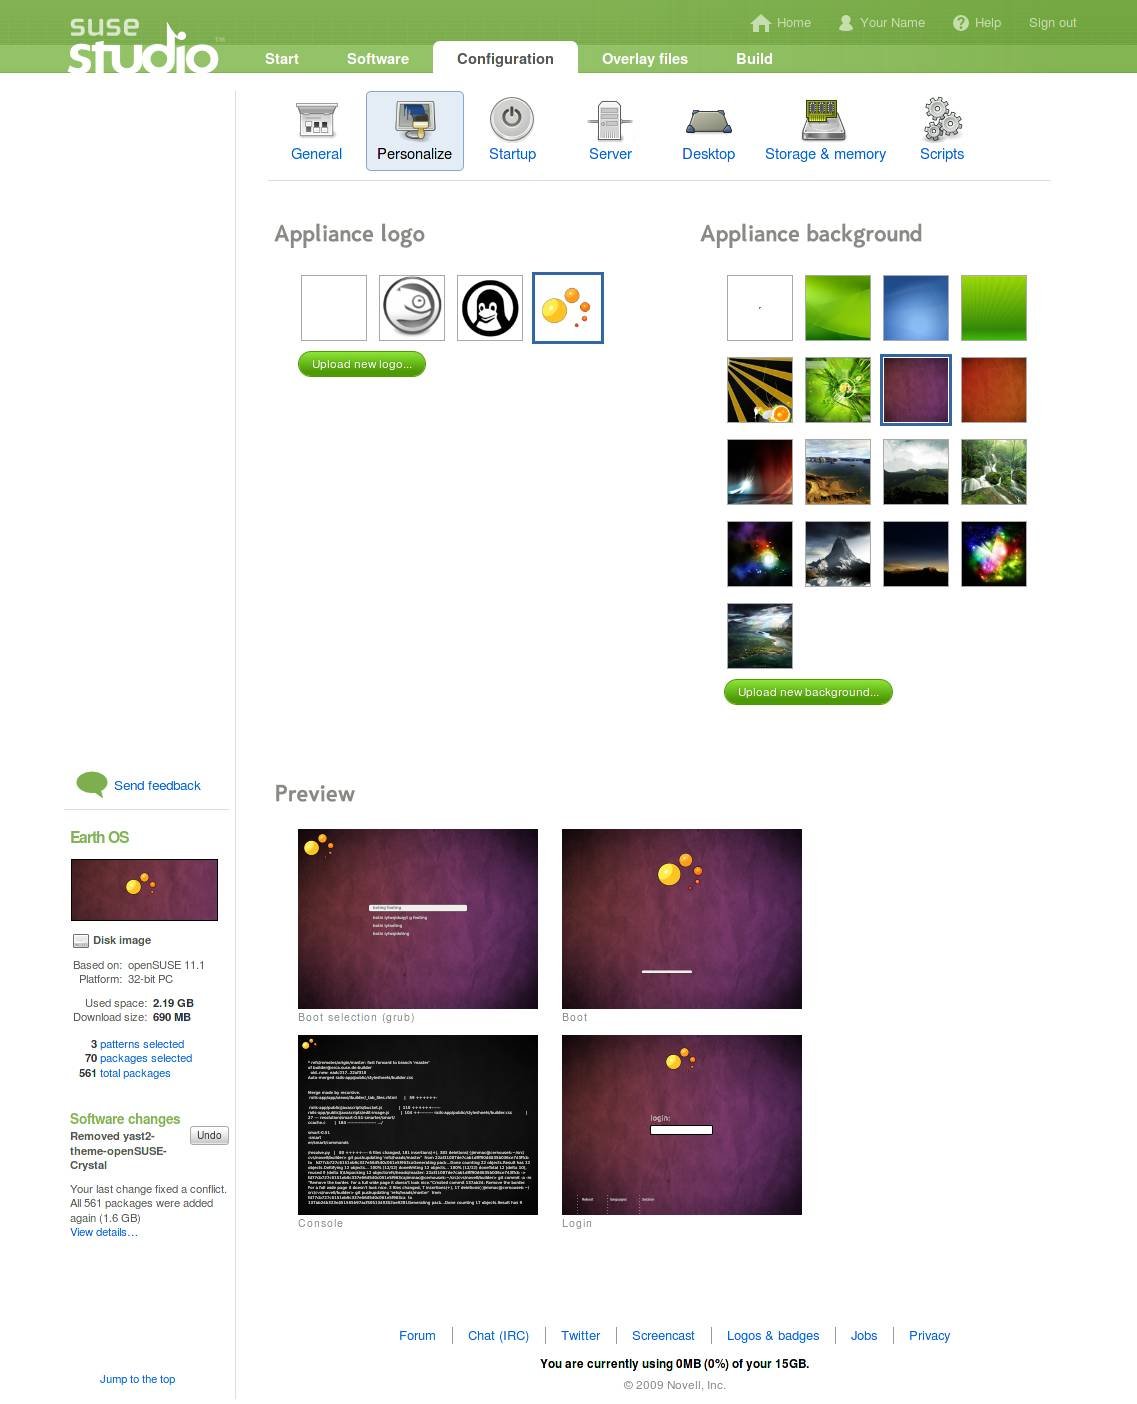 suse
studio™
Home
Your Name
Help
Sign out
Start
Software
Configuration
Overlay files
Build
General
Personalize
Startup
Server
Desktop
Storage & memory
Scripts
Appliance logo
Upload new logo...
Appliance background
Upload new background...
Send feedback
Earth OS
Disk image
Based on: openSUSE 11.1
Platform: 32-bit PC
Used space: 2.19 GB
Download size: 690 MB
3 patterns selected
70 packages selected
561 total packages
Software changes
Removed yast2-
theme-openSUSE-
Crystal
Undo
Your last change fixed a conflict.
All 561 packages were added
again (1.6 GB)
View details…
Jump to the top
Preview
Boot selection (grub)
Boot
Merge made by recursive.
Console
login:
Login
Forum
Chat (IRC)
Twitter
Screencast
Logos & badges
Jobs
Privacy
You are currently using 0MB (0%) of your 15GB.
© 2009 Novell, Inc.